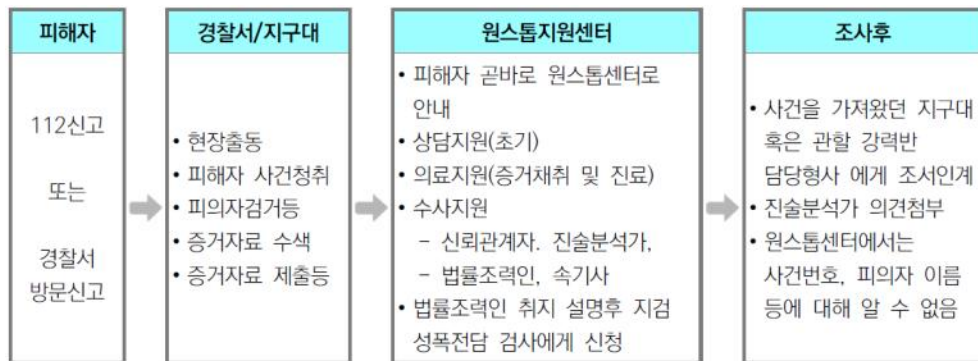 피해자
112신고
또는
경찰서
방문신고
경찰서/지구대
• 현장출동
• 피해자 사건청취
• 피의자검거등
• 증거자료 수색
• 증거자료 제출등
원스톱지원센터
• 피해자 곧바로 원스톱센터로
안내
• 상담지원(초기)
• 의료지원(증거채취 및 진료)
• 수사지원
- 신뢰관계자. 진술분석가,
- 법률조력인, 속기사
• 법률조력인 취지 설명후 지검
성폭전담 검사에게 신청
조사후
• 사건을 가져왔던 지구대
혹은 관할 강력반
담당형사 에게 조서인계
• 진술분석가 의견첨부
• 원스톱센터에서는
사건번호, 피의자 이름
등에 대해 알 수 없음